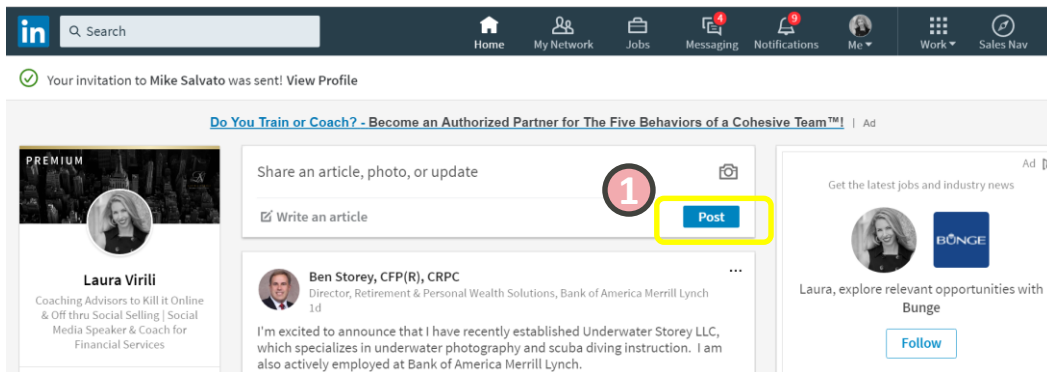 in
Search
Home
My Network
Jobs
4
Messaging
9
Notifications
Me
Work
Sales Nav
Your invitation to Mike Salvato was sent! View Profile
Do You Train or Coach? - Become an Authorized Partner for The Five Behaviors of a Cohesive Team™! | Ad
PREMIUM
Laura Virili
Coaching Advisors to Kill it Online
& Off thru Social Selling | Social
Media Speaker & Coach for
Financial Services
Share an article, photo, or update
1
Write an article
Post
Ben Storey, CFP(R), CRPC
...
Director, Retirement & Personal Wealth Solutions, Bank of America Merrill Lynch
1d
I'm excited to announce that I have recently established Underwater Storey LLC,
which specializes in underwater photography and scuba diving instruction. I am
also actively employed at Bank of America Merrill Lynch.
Ad
Get the latest jobs and industry news
BUNGE
Laura, explore relevant opportunities with
Bunge
Follow